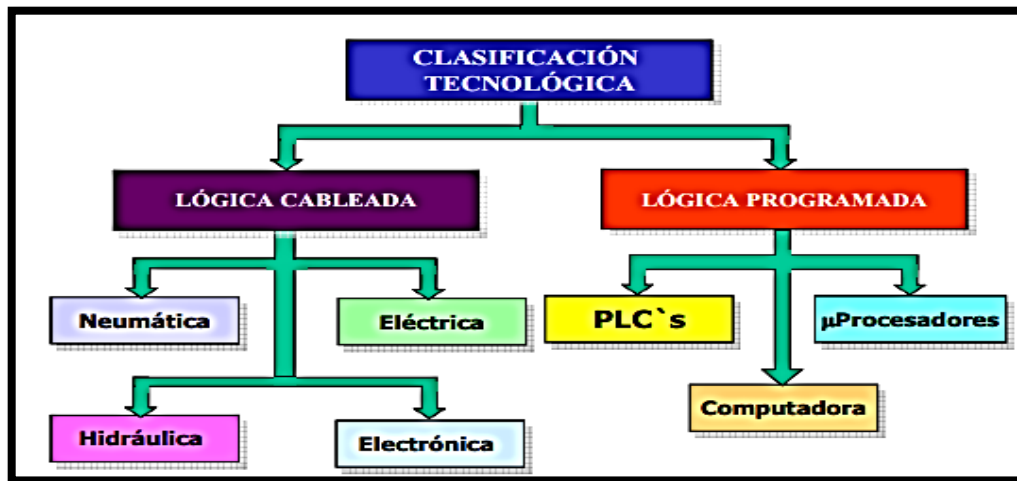 CLASIFICACIÓN
TECNOLÓGICA
LÓGICA CABLEADA
LÓGICA PROGRAMADA
Neumática
Eléctrica
PLC`s
µProcesadores
Hidráulica
Electrónica
Computadora